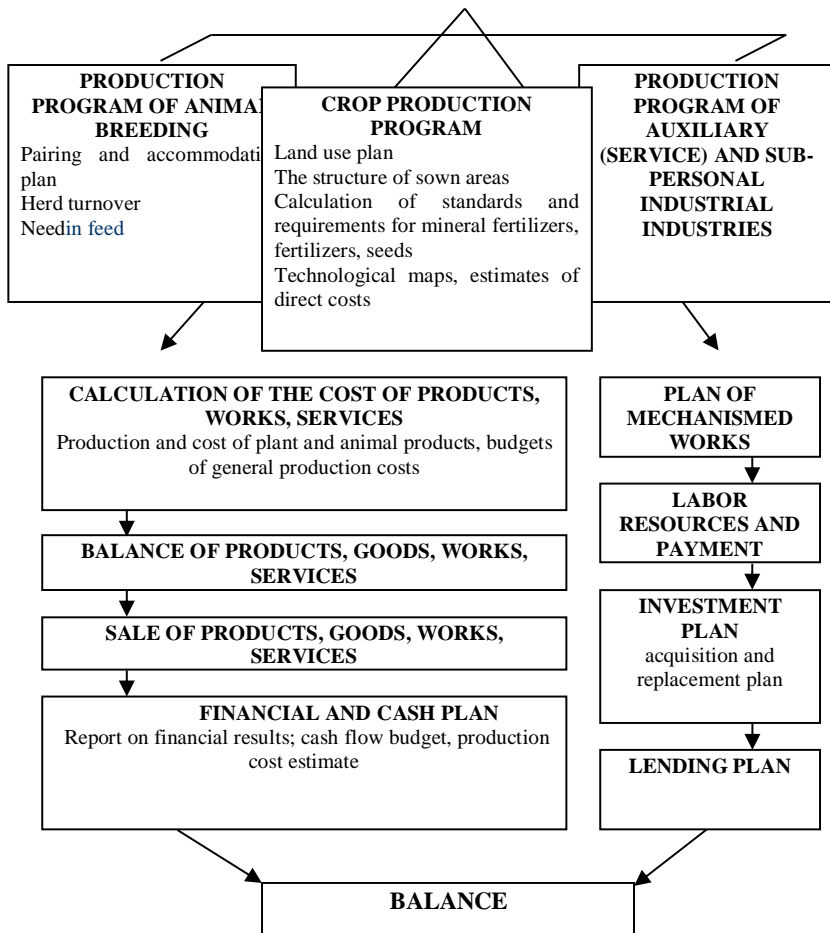 PRODUCTION
PROGRAM OF ANIMA
BREEDING
Pairing and accommodati
plan
Herd turnover
Needin feed
CROP PRODUCTION
PROGRAM
Land use plan
The structure of sown areas
Calculation of standards and
requirements for mineral fertilizers,
fertilizers, seeds
Technological maps, estimates of
direct costs
PRODUCTION
PROGRAM OF
AUXILIARY
(SERVICE) AND SUB-
PERSONAL
INDUSTRIAL
INDUSTRIES
CALCULATION OF THE COST OF PRODUCTS,
WORKS, SERVICES
Production and cost of plant and animal products, budgets
of general production costs
BALANCE OF PRODUCTS, GOODS, WORKS,
SERVICES
SALE OF PRODUCTS, GOODS, WORKS,
SERVICES
FINANCIAL AND CASH PLAN
Report on financial results; cash flow budget, production
cost estimate
PLAN OF
MECHANISMED
WORKS
LABOR
RESOURCES AND
PAYMENT
INVESTMENT
PLAN
acquisition and
replacement plan
LENDING PLAN
BALANCE